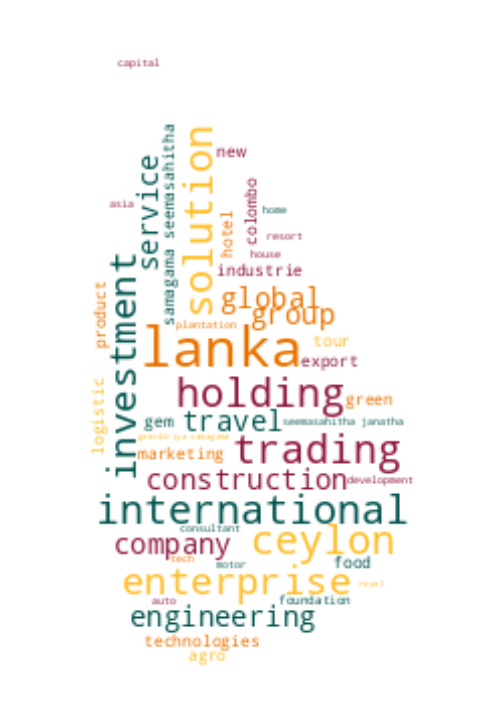 capital
new
service
samagama seemasahitha
solution
asia
colombo
home
hotel
resort
house
industrie
investment
product
global
group
plantation
lanka
tour
export
holding
green
logistic
gem
travel
seemasahitha janatha
marketing
trading
construction
development
international
consultant
company
ceylon
tech
motor
food
enterprise
royal
auto
foundation
engineering
technologies
agro